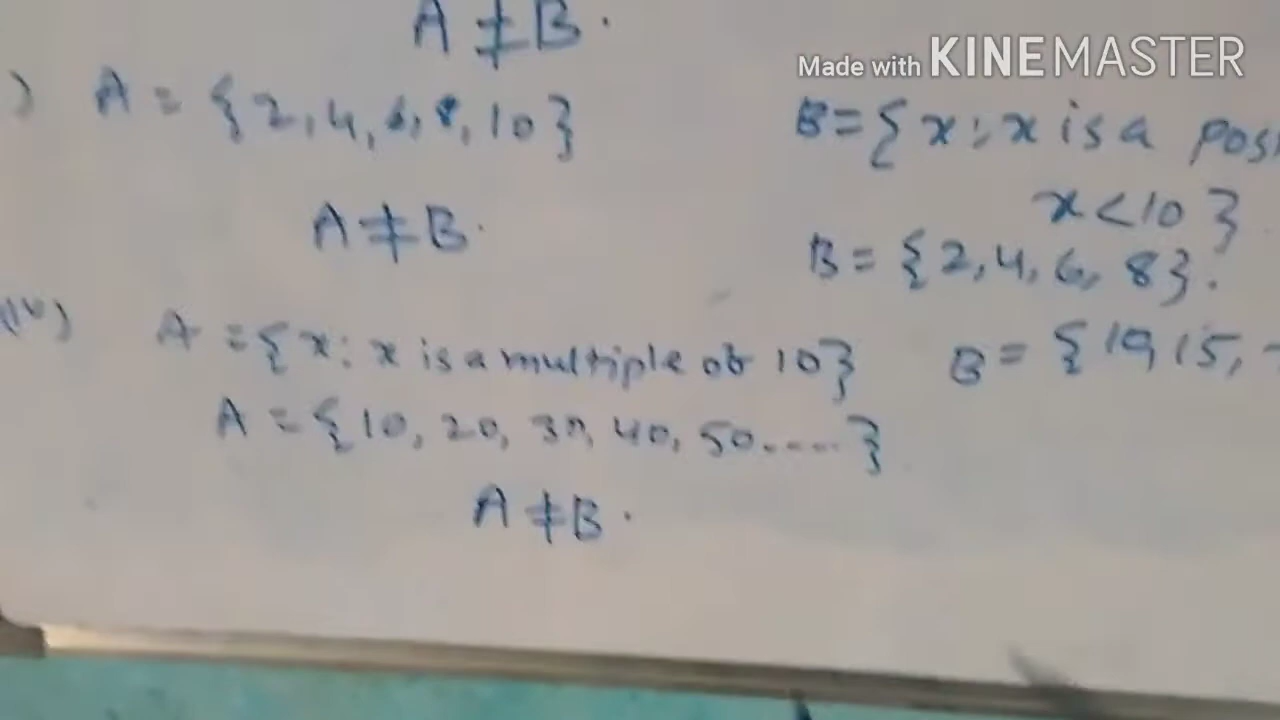 A ≠ B.
Made with KINEMASTER
) A = {2, 4, 6, 8, 10}
B = {x : x is a posi
x < 10}
A ≠ B.
B = {2, 4, 6, 8}.
(iv) A = {x : x is a multiple of 10}
B = {10, 15,
A = {10, 20, 30, 40, 50.....}
A ≠ B.